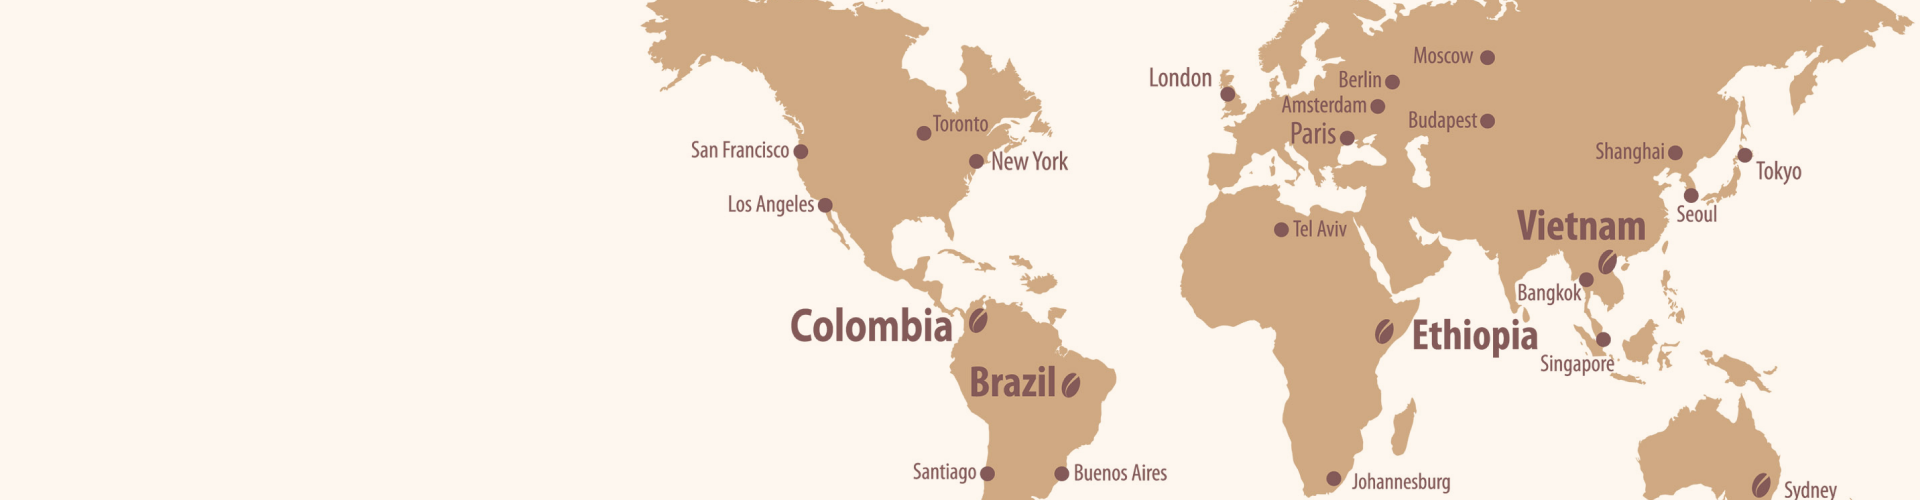 Moscow
London
Berlin
Amsterdam
Budapest
Toronto
Paris
San Francisco
New York
Shanghai
Tokyo
Los Angeles
Seoul
Vietnam
Tel Aviv
Bangkok
Colombia
Ethiopia
Singapore
Brazil
Santiago
Buenos Aires
Johannesburg
Sydney